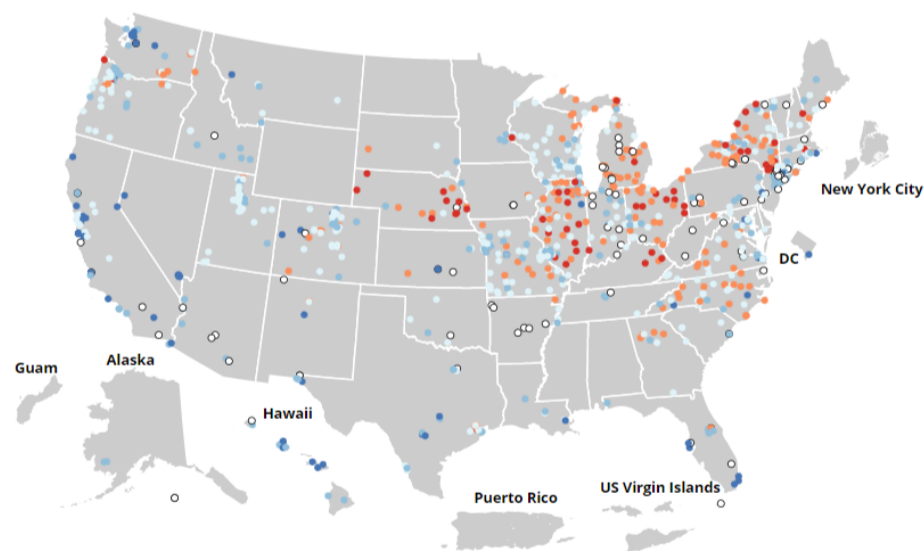 New York City
DC
Guam
Alaska
Hawaii
Puerto Rico
US Virgin Islands